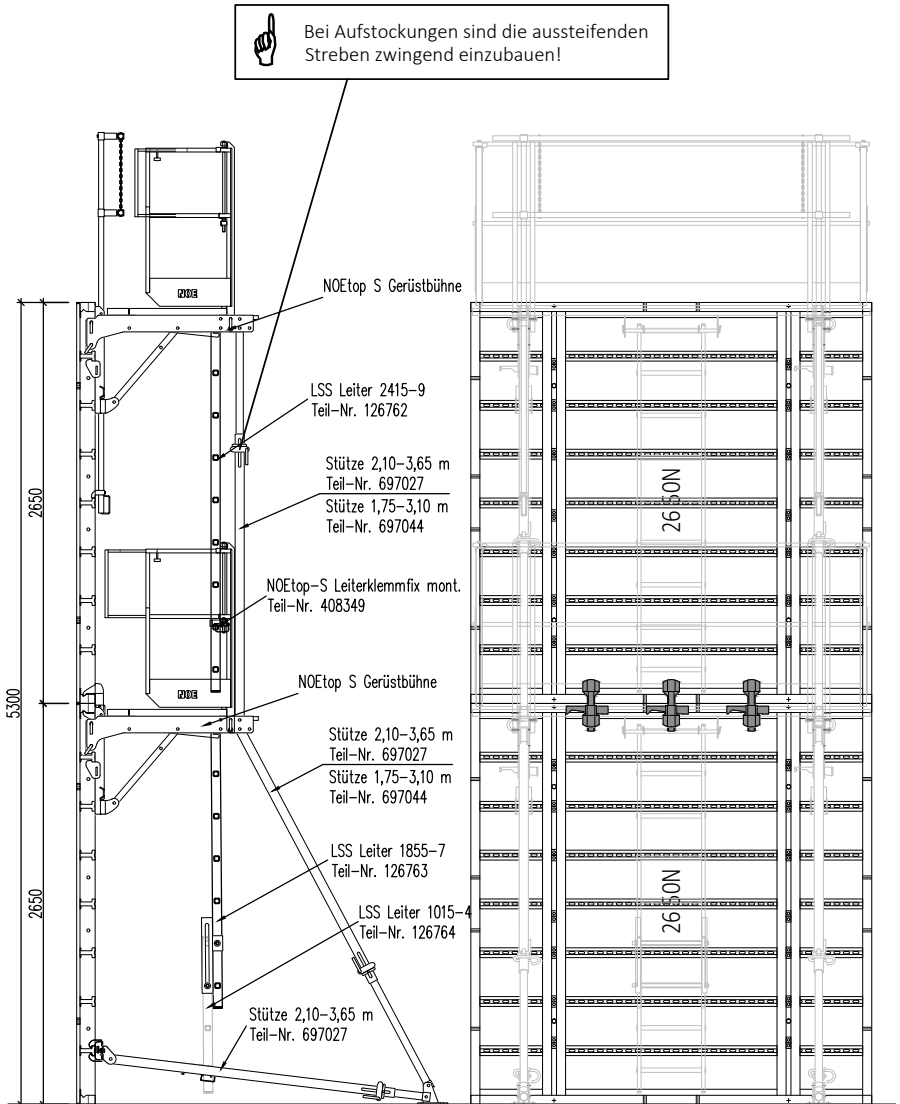 Bei Aufstockungen sind die aussteifenden
Streben zwingend einzubauen!
NOE
NOEtop S Gerüstbühne
LSS Leiter 2415-9
Teil-Nr. 126762
Stütze 2,10-3,65 m
Teil-Nr. 697027
Stütze 1,75-3,10 m
Teil-Nr. 697044
2650
2650N
NOEtop-S Leiterklemmfix mont.
Teil-Nr. 408349
NOE
NOEtop S Gerüstbühne
5300
Stütze 2,10-3,65 m
Teil-Nr. 697027
Stütze 1,75-3,10 m
Teil-Nr. 697044
LSS Leiter 1855-7
Teil-Nr. 126763
2650
2650N
LSS Leiter 1015-4
Teil-Nr. 126764
Stütze 2,10-3,65 m
Teil-Nr. 697027